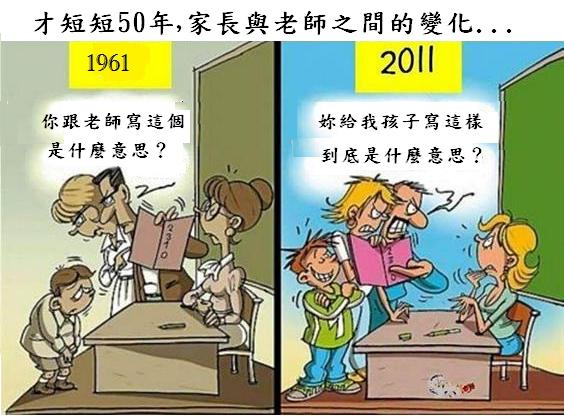 才短短50年,家長與老師之間的變化...
1961
你跟老師寫這個
是什麼意思？
2011
妳給我孩子寫這樣
到底是什麼意思？